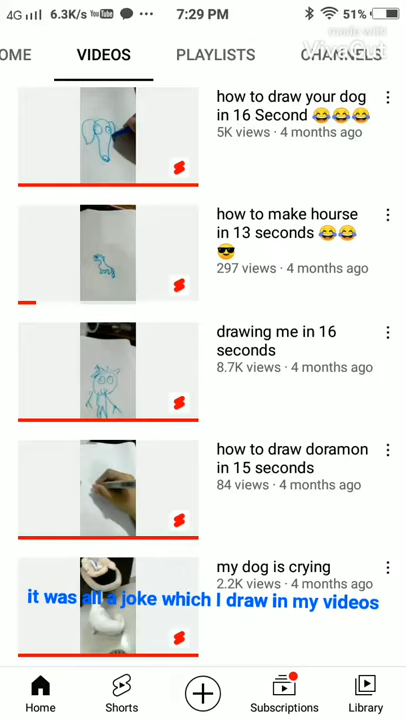 4G 6.3K/s You Tube 7:29 PM 51%
made with
VivaCut
OME VIDEOS PLAYLISTS CHANNELS
how to draw your dog
in 16 Second 😂😂😂
5K views · 4 months ago
how to make hourse
in 13 seconds 😂😂
😎
297 views · 4 months ago
drawing me in 16
seconds
8.7K views · 4 months ago
how to draw doramon
in 15 seconds
84 views · 4 months ago
my dog is crying
2.2K views · 4 months ago
it was all a joke which I draw in my videos
Home Shorts Subscriptions Library